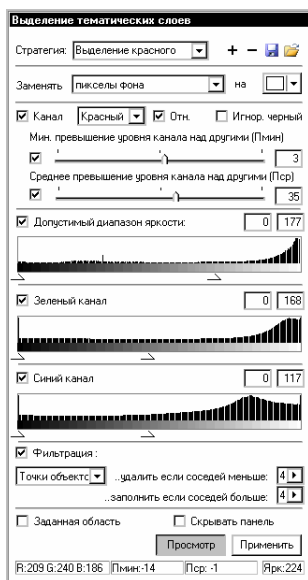 Выделение тематических слоев
Стратегия: Выделение красного + −
Заменять пикселы фона на
Канал Красный Отн. Игнор. черный
Мин. превышение уровня канала над другими (Пмин)
3
Среднее превышение уровня канала над другими (Пср)
35
Допустимый диапазон яркости: 0 177
Зеленый канал 0 168
Синий канал 0 117
Фильтрация :
Точки объектс ..удалить если соседей меньше: 4
..заполнить если соседей больше: 4
Заданная область Скрывать панель
Просмотр Применить
R:209 G:240 B:186 Пмин:-14 Пср: -1 Ярк:224